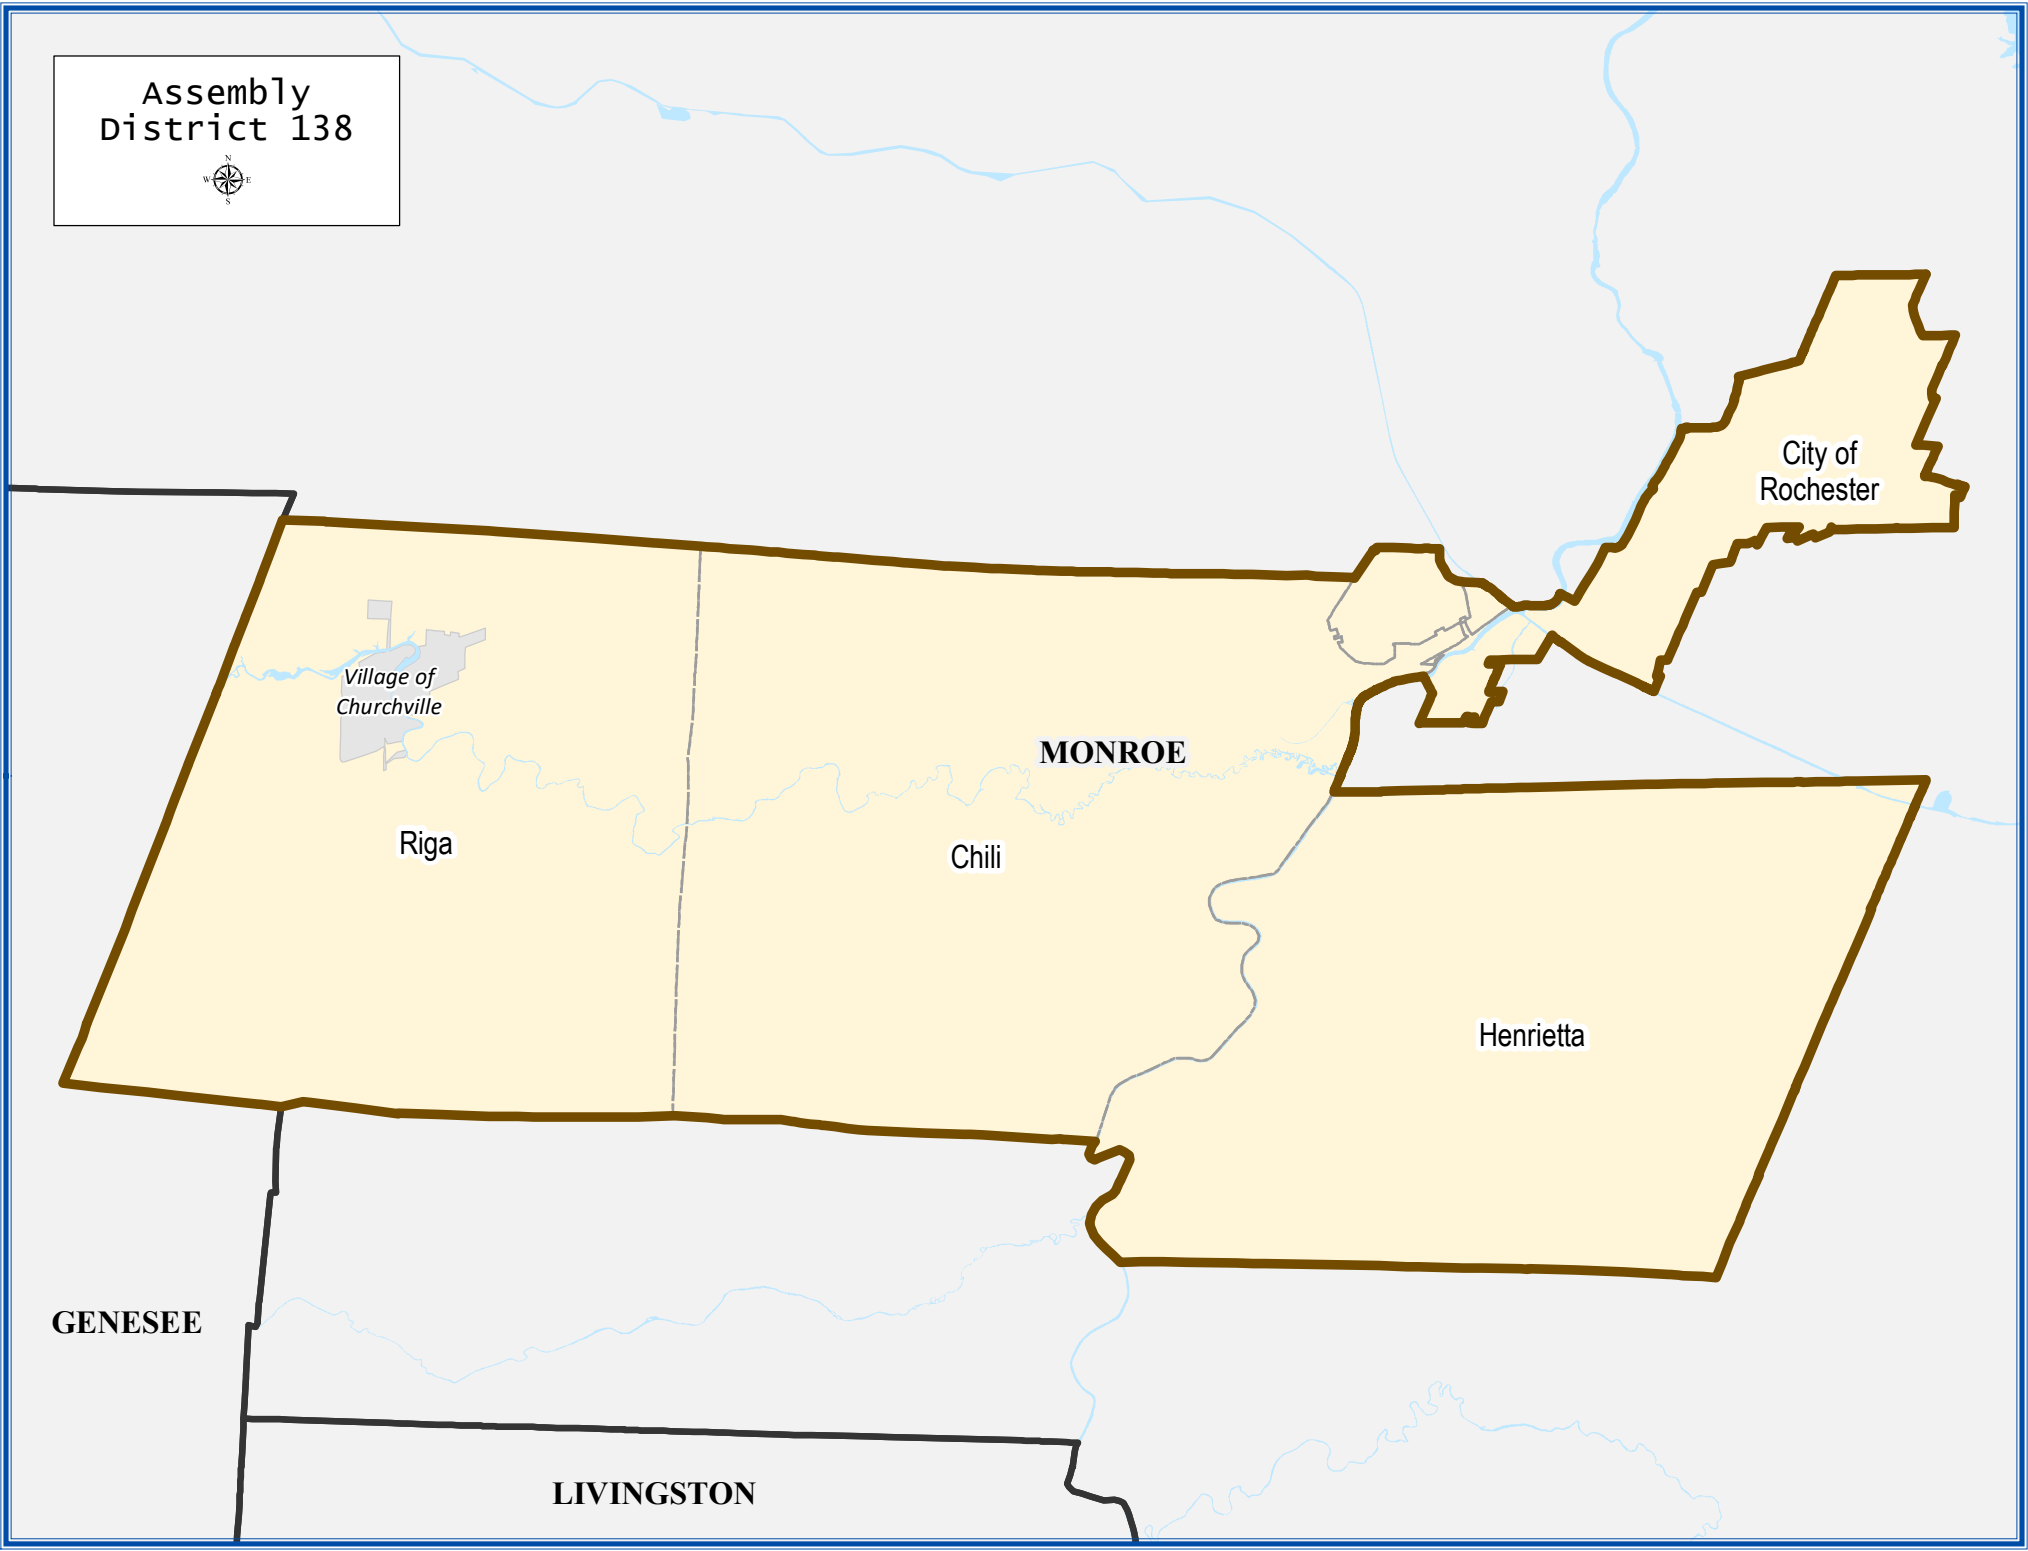 Assembly
District 138
N
W E
S
City of
Rochester
Village of
Churchville
MONROE
Riga
Chili
Henrietta
GENESEE
LIVINGSTON